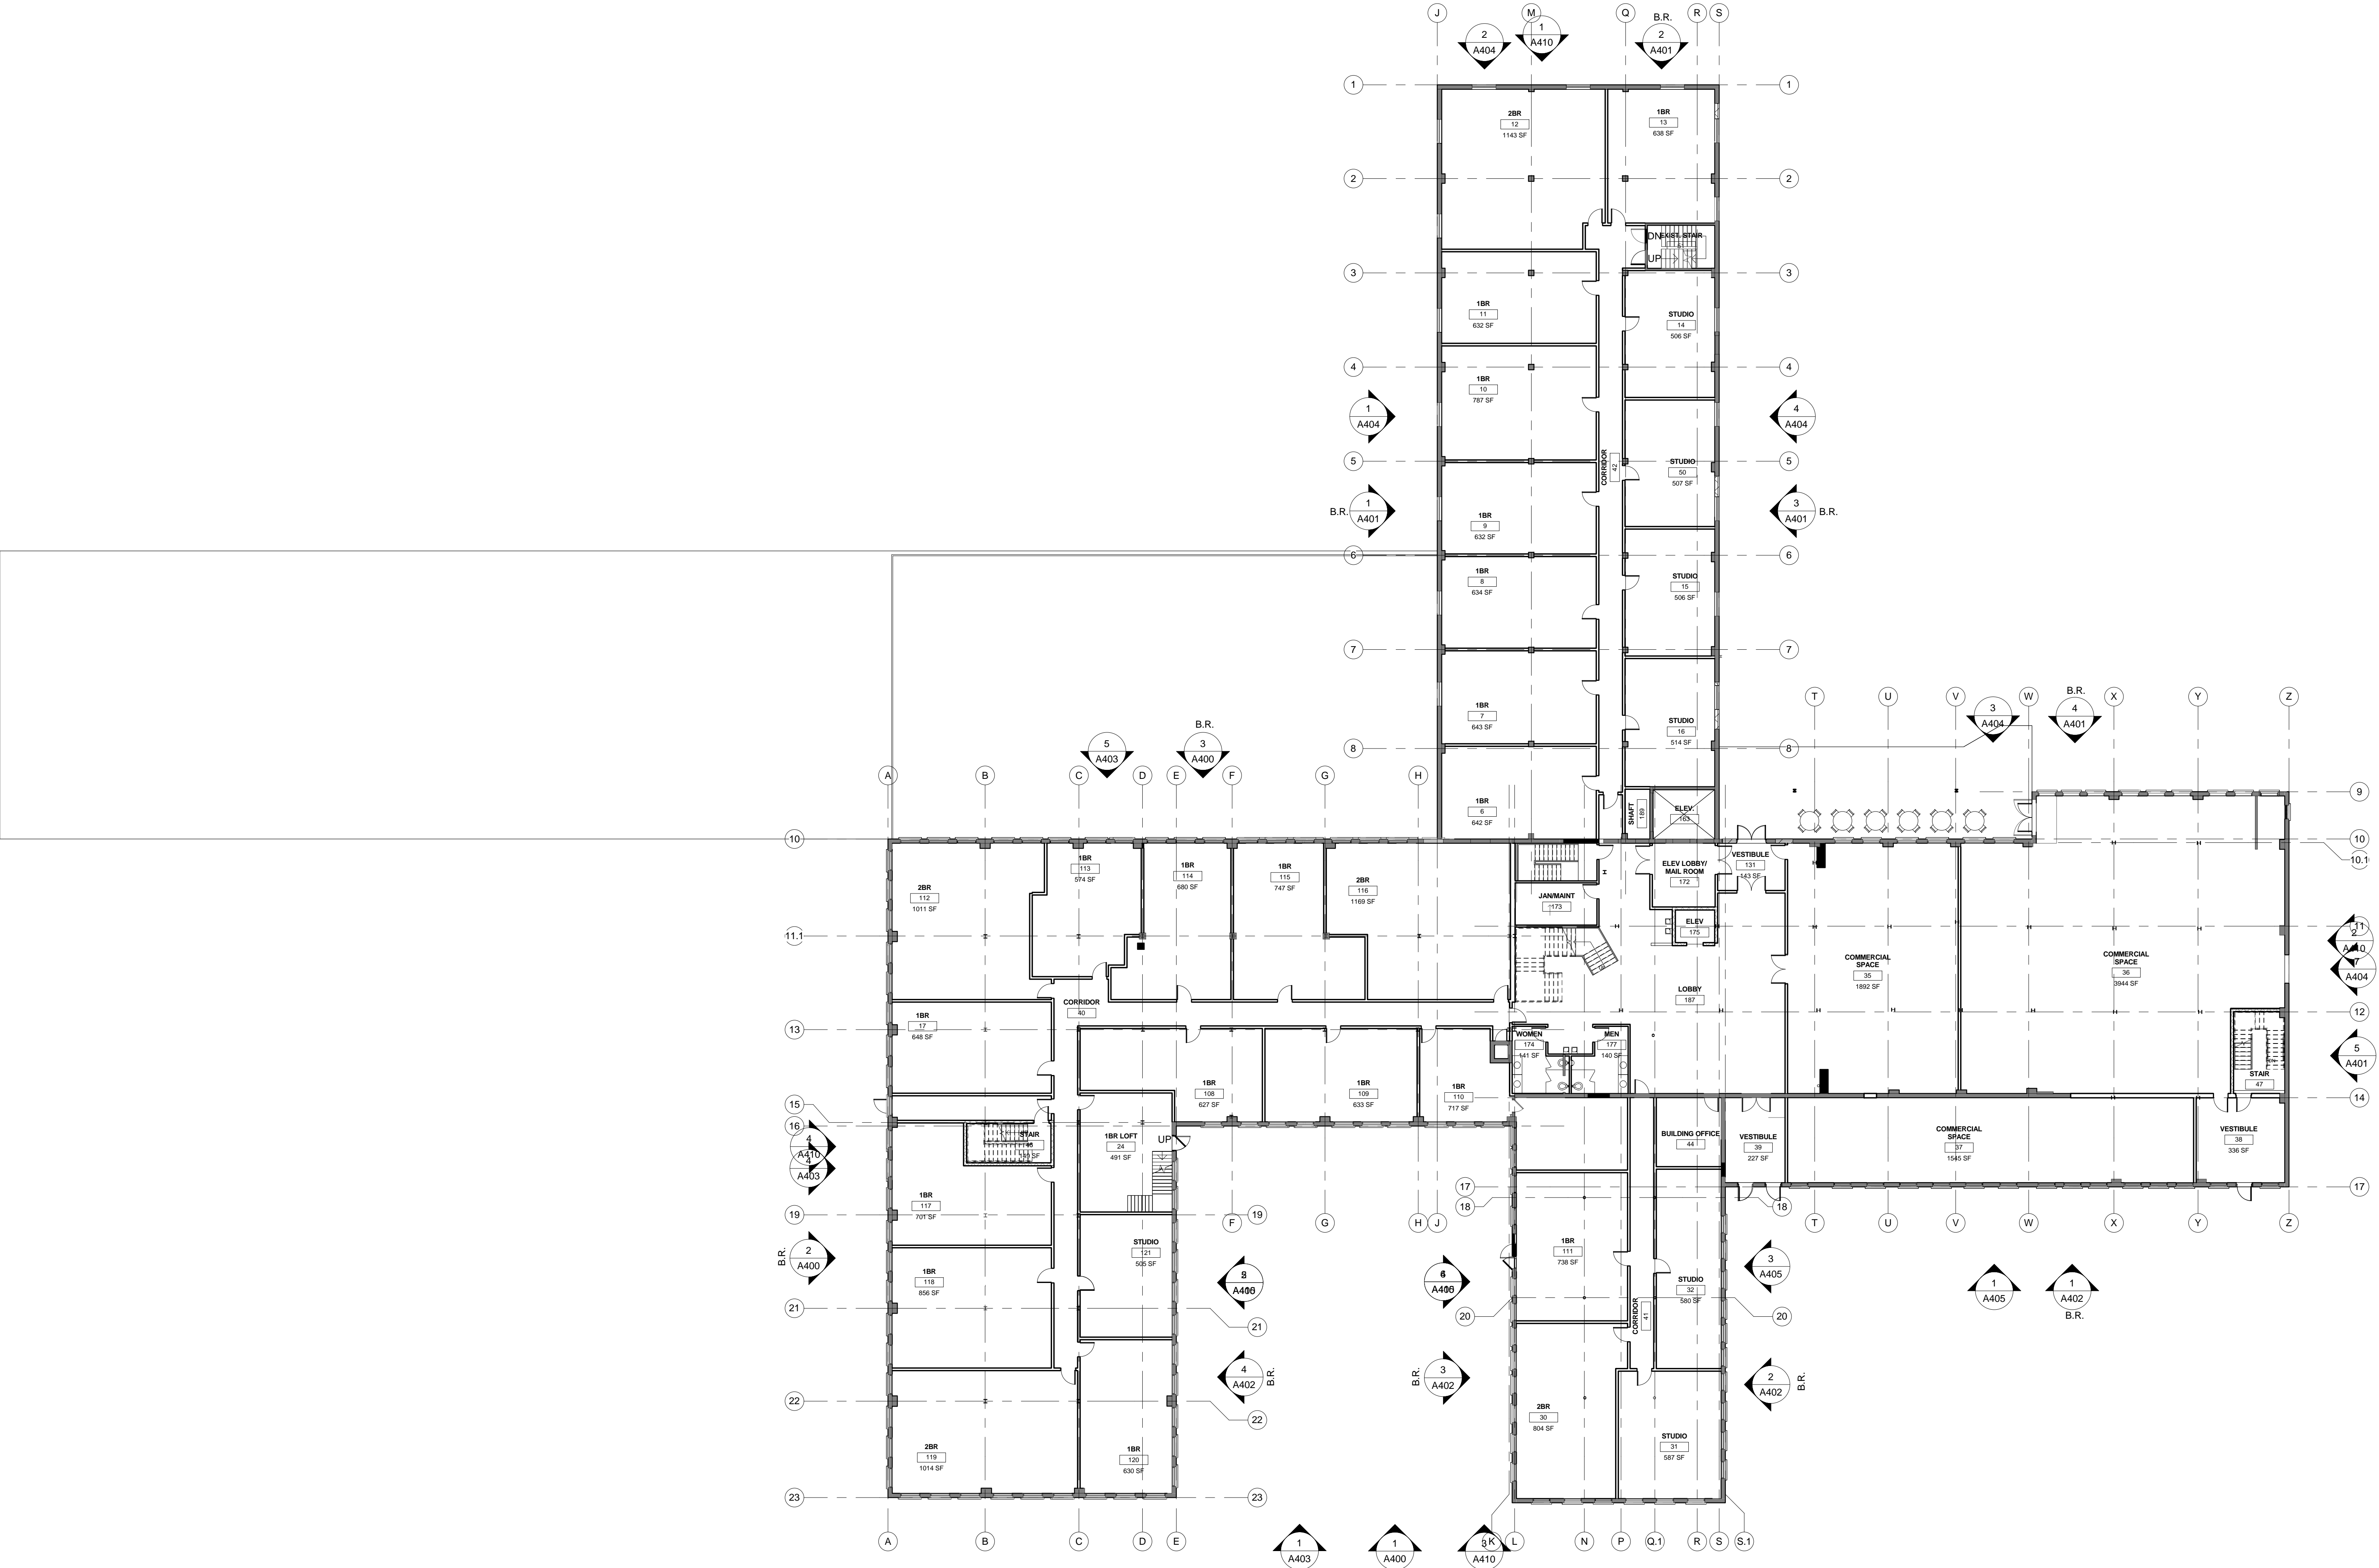 J
M
Q
R
S
B.R.
2
A404
1
A410
2
A401
1
1
2BR
12
1143 SF
1BR
13
638 SF
2
2
DN
EXIST. STAIR
UP
3
3
1BR
11
632 SF
STUDIO
14
506 SF
4
4
1BR
10
787 SF
1
A404
4
A404
5
5
CORRIDOR
42
STUDIO
50
507 SF
B.R.
1
A401
3
A401
B.R.
1BR
9
632 SF
6
6
1BR
8
634 SF
STUDIO
15
506 SF
7
7
1BR
7
643 SF
STUDIO
16
514 SF
8
8
T
U
V
W
X
Y
Z
3
A404
B.R.
4
A401
5
A403
B.R.
3
A400
A
B
C
D
E
F
G
H
1BR
6
642 SF
SHAFT
189
ELEV.
163
9
10
10
10.1
2BR
112
1011 SF
1BR
113
574 SF
1BR
114
680 SF
1BR
115
747 SF
2BR
116
1169 SF
JAN/MAINT
173
ELEV LOBBY/
MAIL ROOM
172
VESTIBULE
131
143 SF
ELEV
175
11.1
11
2
A410
7
A404
COMMERCIAL
SPACE
35
1892 SF
COMMERCIAL
SPACE
36
3944 SF
LOBBY
187
CORRIDOR
40
12
13
1BR
17
648 SF
WOMEN
174
141 SF
MEN
177
140 SF
5
A401
STAIR
47
1BR
108
627 SF
1BR
109
633 SF
1BR
110
717 SF
14
15
16
4
A410
4
A403
STAIR
1BR LOFT
24
491 SF
UP
BUILDING OFFICE
44
VESTIBULE
39
227 SF
COMMERCIAL
SPACE
37
1545 SF
VESTIBULE
38
336 SF
1BR
117
701 SF
17
17
18
18
19
19
F
G
H
J
T
U
V
W
X
Y
Z
B.R.
2
A400
STUDIO
121
505 SF
1BR
118
856 SF
1BR
111
738 SF
3
A405
STUDIO
32
580 SF
CORRIDOR
41
1
A405
1
A402
B.R.
20
20
21
21
4
A402
B.R.
B.R.
3
A402
2
A402
B.R.
22
22
2BR
30
804 SF
STUDIO
31
587 SF
2BR
119
1014 SF
1BR
120
630 SF
23
23
A
B
C
D
E
K
L
N
P
Q.1
R
S
S.1
1
A403
1
A400
3
A410